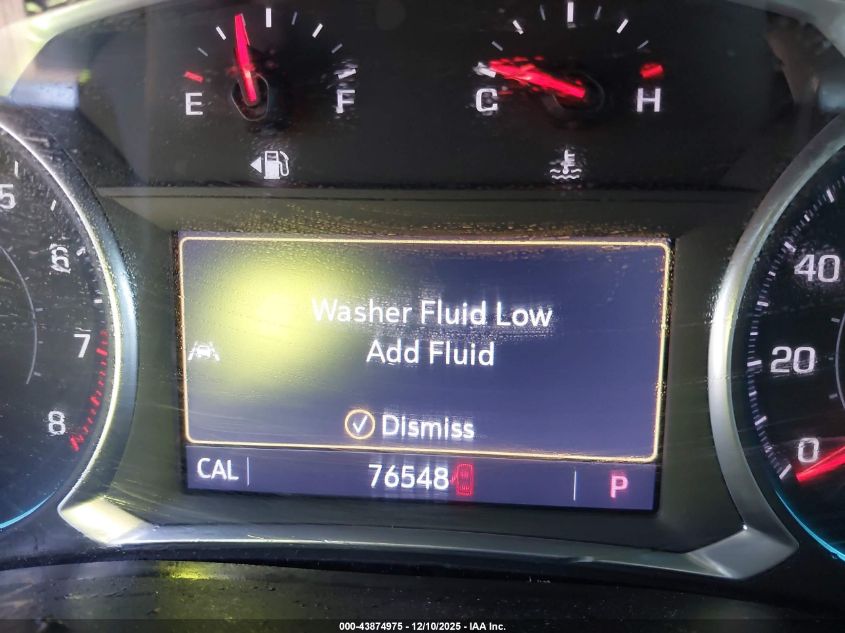 E F
C H
5
6
7
8
40
20
0
Washer Fluid Low
Add Fluid
Dismiss
CAL 76548 P
000-43874975 - 12/10/2025 - IAA Inc.